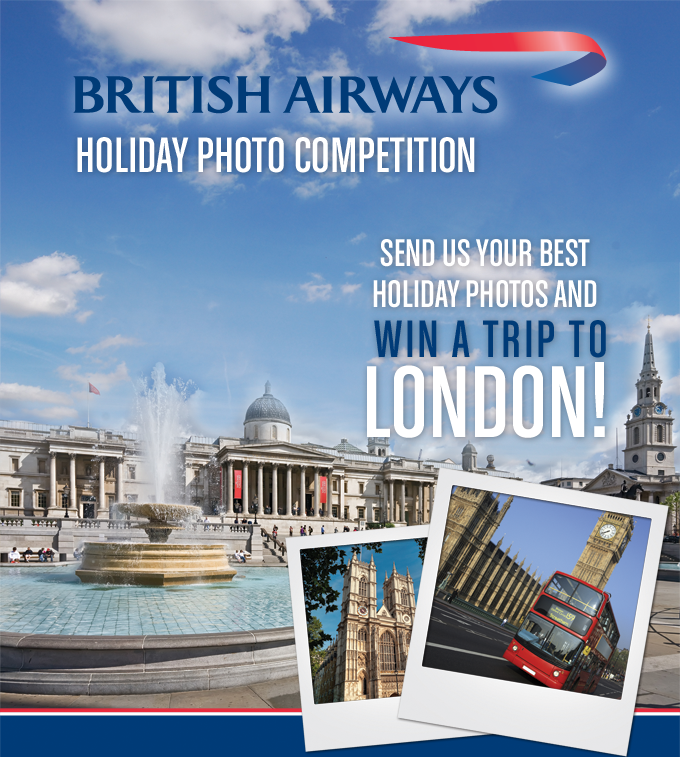 BRITISH AIRWAYS
HOLIDAY PHOTO COMPETITION
SEND US YOUR BEST
HOLIDAY PHOTOS AND
WIN A TRIP TO
LONDON!